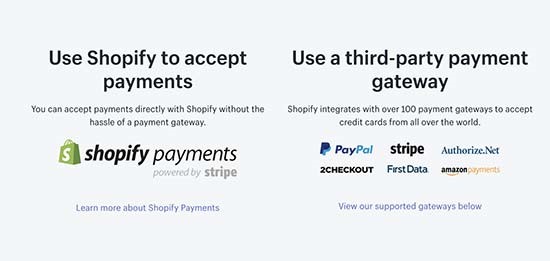 Use Shopify to accept
payments
You can accept payments directly with Shopify without the
hassle of a payment gateway.
shopify payments
powered by stripe
Learn more about Shopify Payments
Use a third-party payment
gateway
Shopify integrates with over 100 payment gateways to accept
credit cards from all over the world.
PayPal stripe Authorize.Net
2CHECKOUT First Data. amazon payments
View our supported gateways below